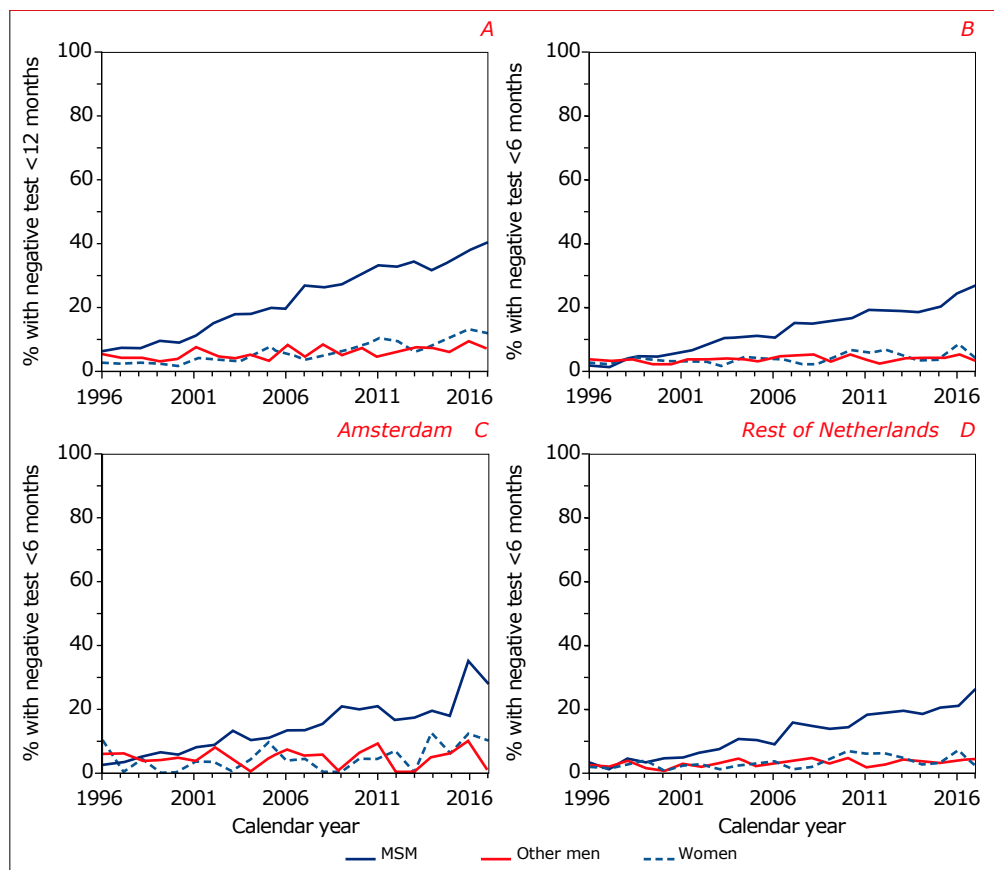 A
% with negative test <12 months
100
80
60
40
20
0
1996 2001 2006 2011 2016
B
% with negative test <6 months
100
80
60
40
20
0
1996 2001 2006 2011 2016
Amsterdam C
% with negative test <6 months
100
80
60
40
20
0
1996 2001 2006 2011 2016
Calendar year
Rest of Netherlands D
% with negative test <6 months
100
80
60
40
20
0
1996 2001 2006 2011 2016
Calendar year
MSM Other men Women